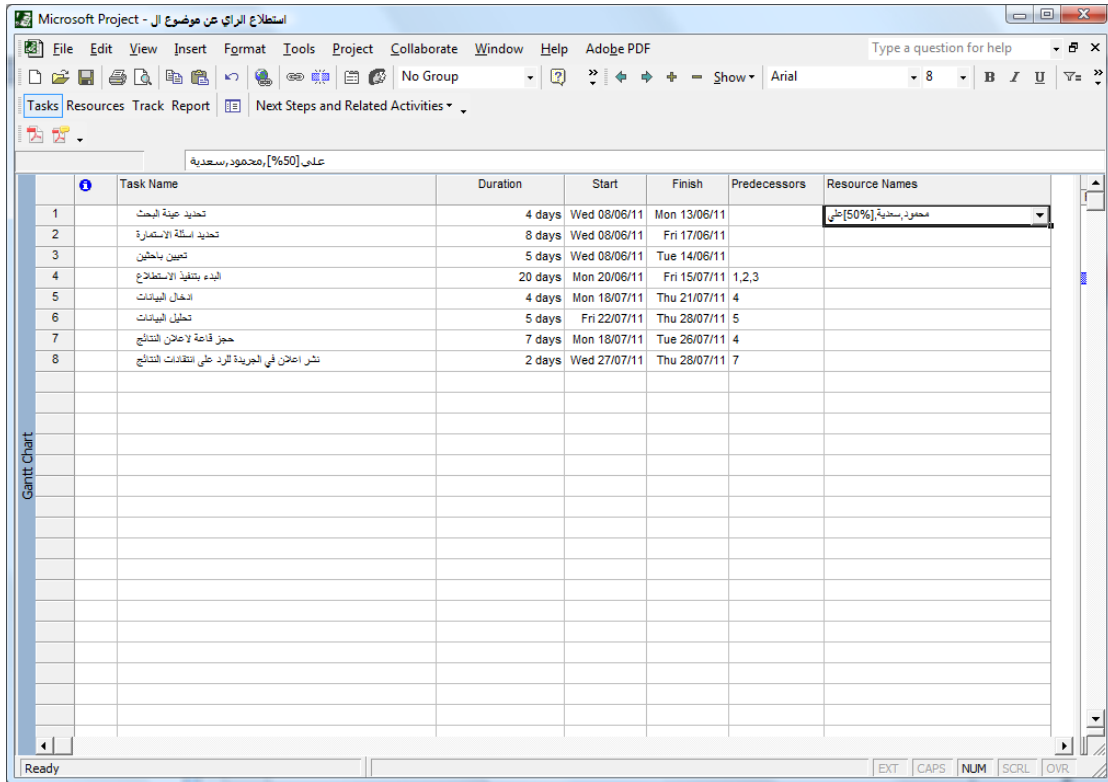 Microsoft Project - استطلاع الراي عن موضوع ال
File Edit View Insert Format Tools Project Collaborate Window Help Adobe PDF Type a question for help
No Group Show Arial 8 B I U
Tasks Resources Track Report Next Steps and Related Activities
على[50%],محمود,سعدية
Task Name Duration Start Finish Predecessors Resource Names
1 تحديد عينة البحث 4 days Wed 08/06/11 Mon 13/06/11 محمود,سعدية,[50%]على
2 تحديد اسئلة الاستمارة 8 days Wed 08/06/11 Fri 17/06/11
3 تعيين باحثين 5 days Wed 08/06/11 Tue 14/06/11
4 البدء بتنفيذ الاستطلاع 20 days Mon 20/06/11 Fri 15/07/11 1,2,3
5 ادخال البيانات 4 days Mon 18/07/11 Thu 21/07/11 4
6 تحليل البيانات 5 days Fri 22/07/11 Thu 28/07/11 5
7 حجز قاعة لاعلان النتائج 7 days Mon 18/07/11 Tue 26/07/11 4
8 نشر اعلان في الجريدة للرد على انتقادات النتائج 2 days Wed 27/07/11 Thu 28/07/11 7
Gantt Chart
Ready EXT CAPS NUM SCRL OVR